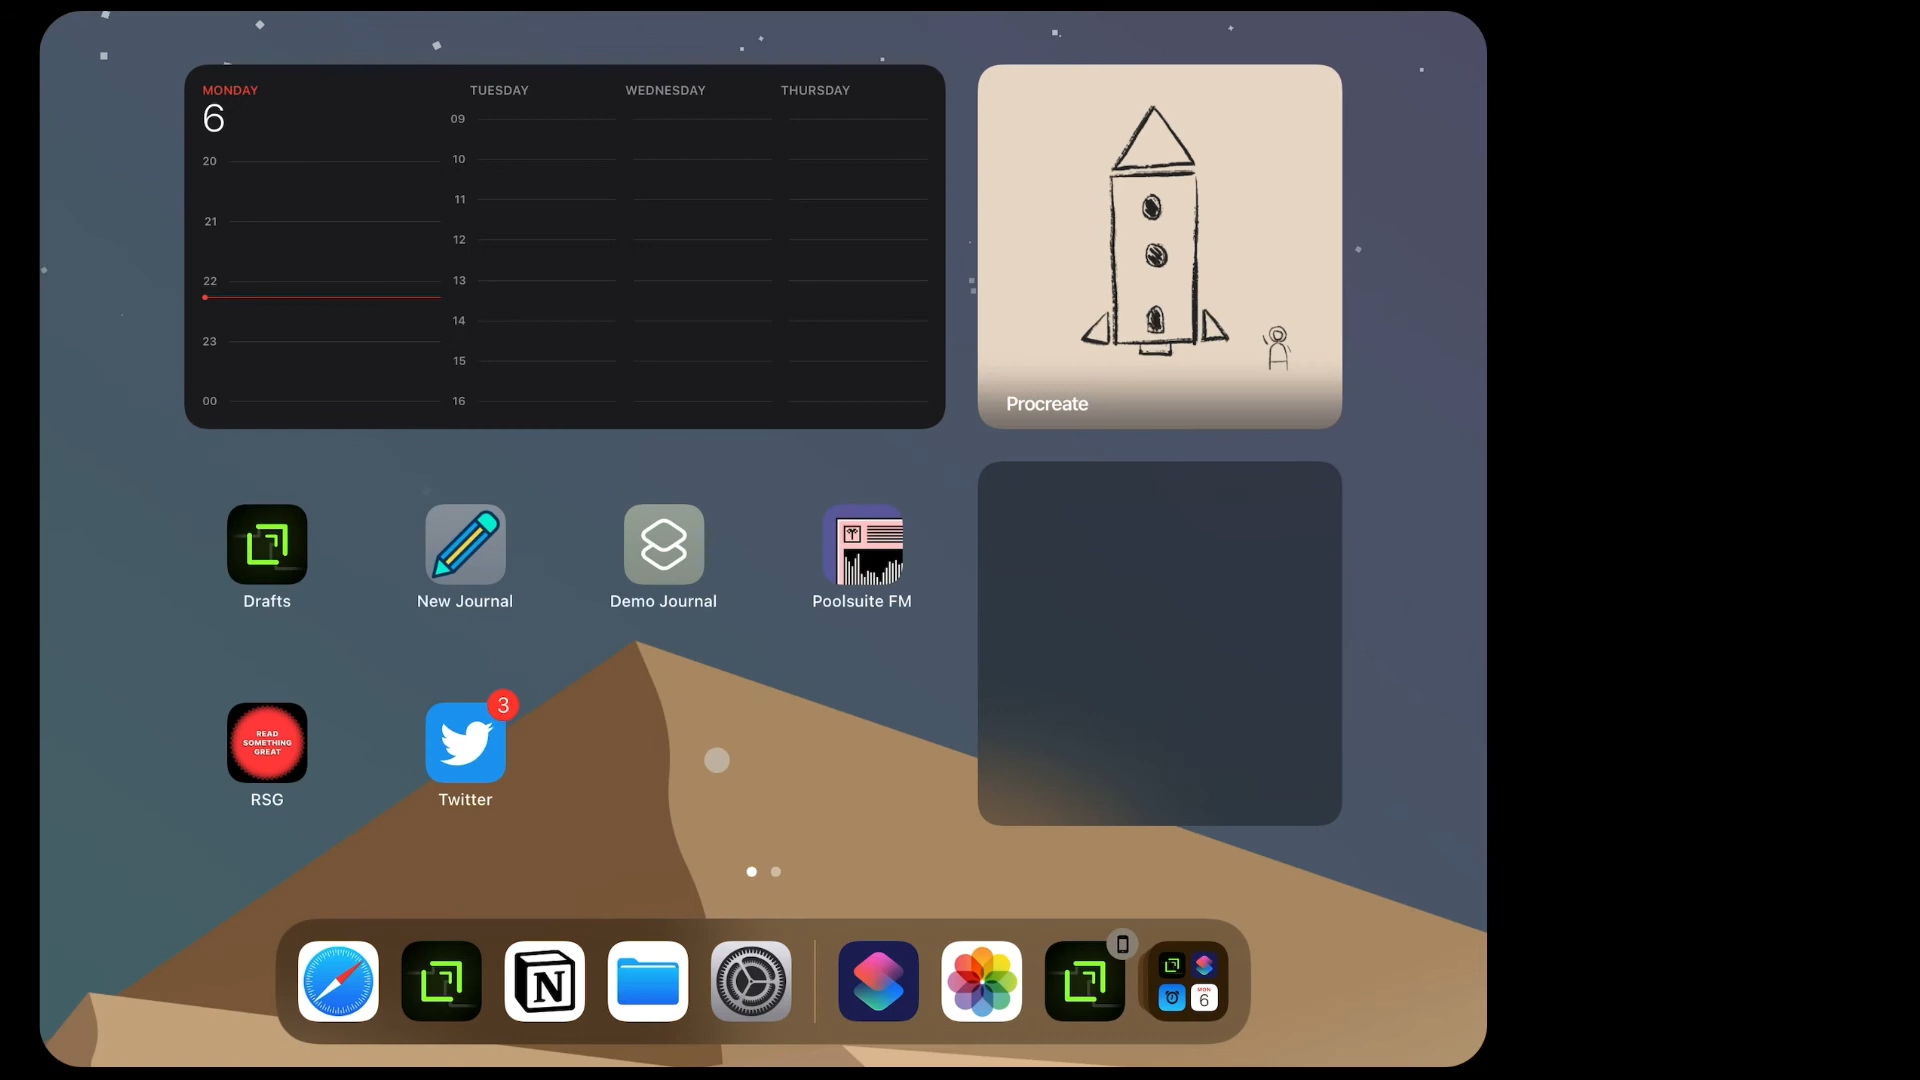 MONDAY
6
TUESDAY
WEDNESDAY
THURSDAY
20
21
22
23
00
09
10
11
12
13
14
15
16
Procreate
Drafts
New Journal
Demo Journal
Poolsuite FM
READ
SOMETHING
GREAT
RSG
3
Twitter
N
MON
6